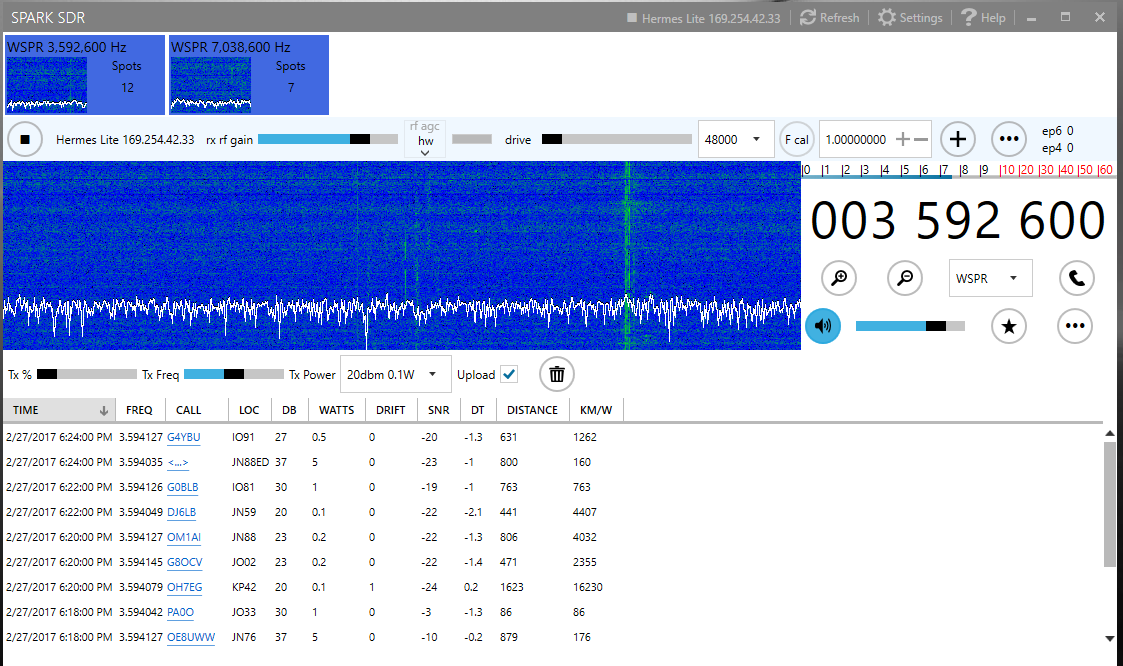 SPARK SDR Hermes Lite 169.254.42.33 Refresh Settings Help
WSPR 3,592,600 Hz WSPR 7,038,600 Hz
Spots Spots
12 7
Hermes Lite 169.254.42.33 rx rf gain rf agc hw drive 48000 F cal 1.00000000 ep6 0
ep4 0
0 1 2 3 4 5 6 7 8 9 10 20 30 40 50 60
003 592 600
WSPR
Tx % Tx Freq Tx Power 20dbm 0.1W Upload
TIME FREQ CALL LOC DB WATTS DRIFT SNR DT DISTANCE KM/W
2/27/2017 6:24:00 PM 3.594127 G4YBU IO91 27 0.5 0 -20 -1.3 631 1262
2/27/2017 6:24:00 PM 3.594035 <...> JN88ED 37 5 0 -23 -1 800 160
2/27/2017 6:22:00 PM 3.594126 G0BLB IO81 30 1 0 -19 -1 763 763
2/27/2017 6:22:00 PM 3.594049 DJ6LB JN59 20 0.1 0 -22 -2.1 441 4407
2/27/2017 6:20:00 PM 3.594127 OM1AI JN88 23 0.2 0 -22 -1.3 806 4032
2/27/2017 6:20:00 PM 3.594145 G8OCV JO02 23 0.2 0 -22 -1.4 471 2355
2/27/2017 6:20:00 PM 3.594079 OH7EG KP42 20 0.1 1 -24 0.2 1623 16230
2/27/2017 6:18:00 PM 3.594042 PA0O JO33 30 1 0 -3 -1.3 86 86
2/27/2017 6:18:00 PM 3.594127 OE8UWW JN76 37 5 0 -10 -0.2 879 176